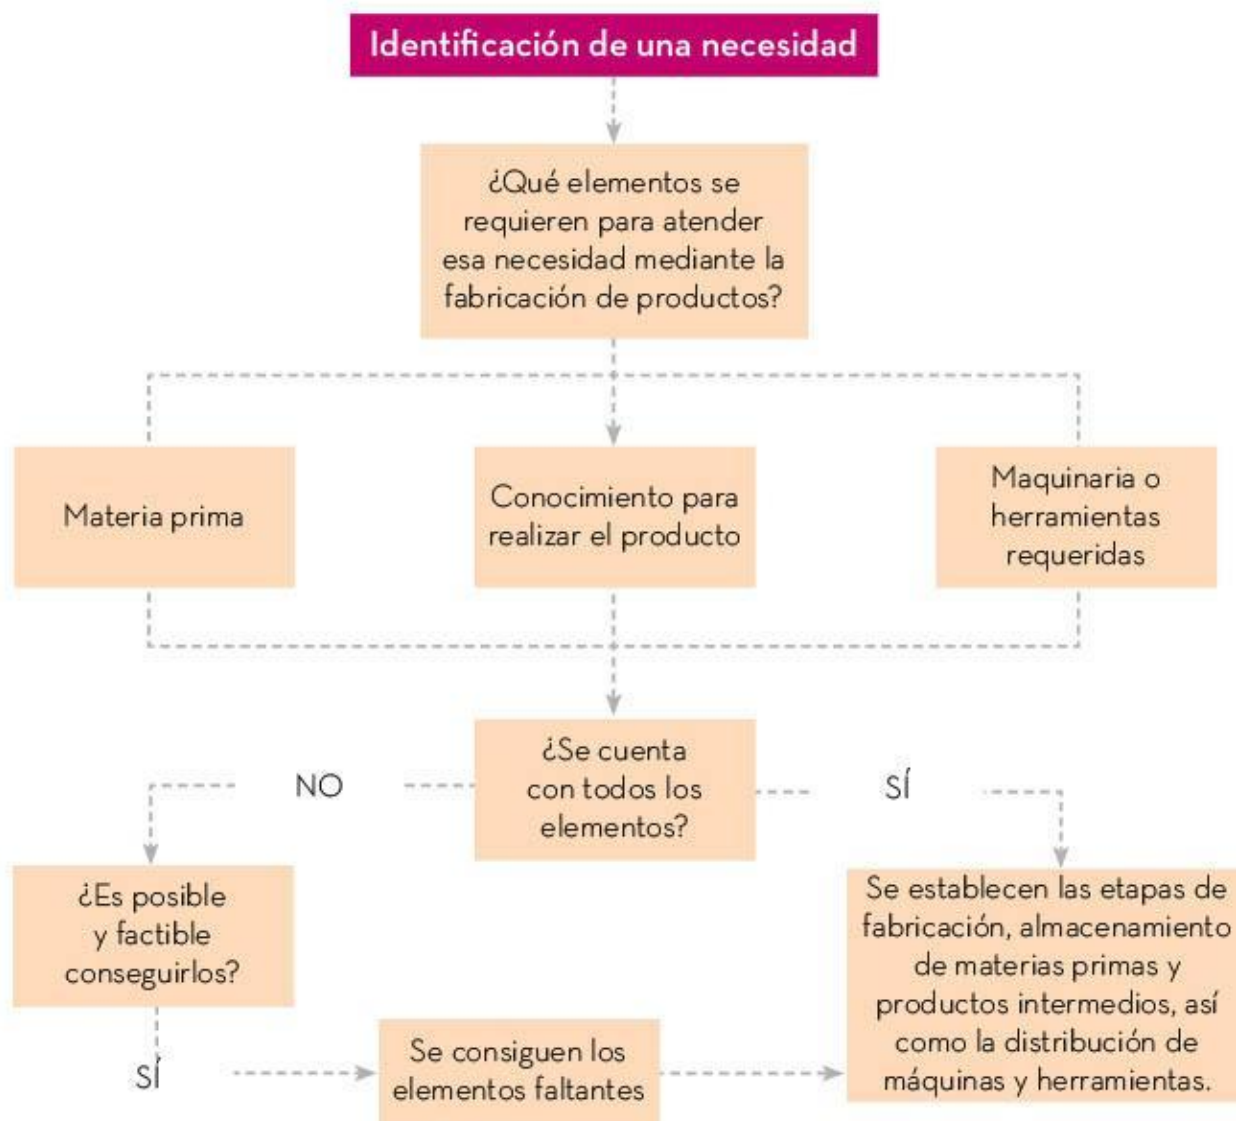 Identificación de una necesidad
¿Qué elementos se
requieren para atender
esa necesidad mediante la
fabricación de productos?
Materia prima
Conocimiento para
realizar el producto
Maquinaria o
herramientas
requeridas
¿Se cuenta
con todos los
elementos?
NO
SÍ
¿Es posible
y factible
conseguirlos?
Se establecen las etapas de
fabricación, almacenamiento
de materias primas y
productos intermedios, así
como la distribución de
máquinas y herramientas.
SÍ
Se consiguen los
elementos faltantes